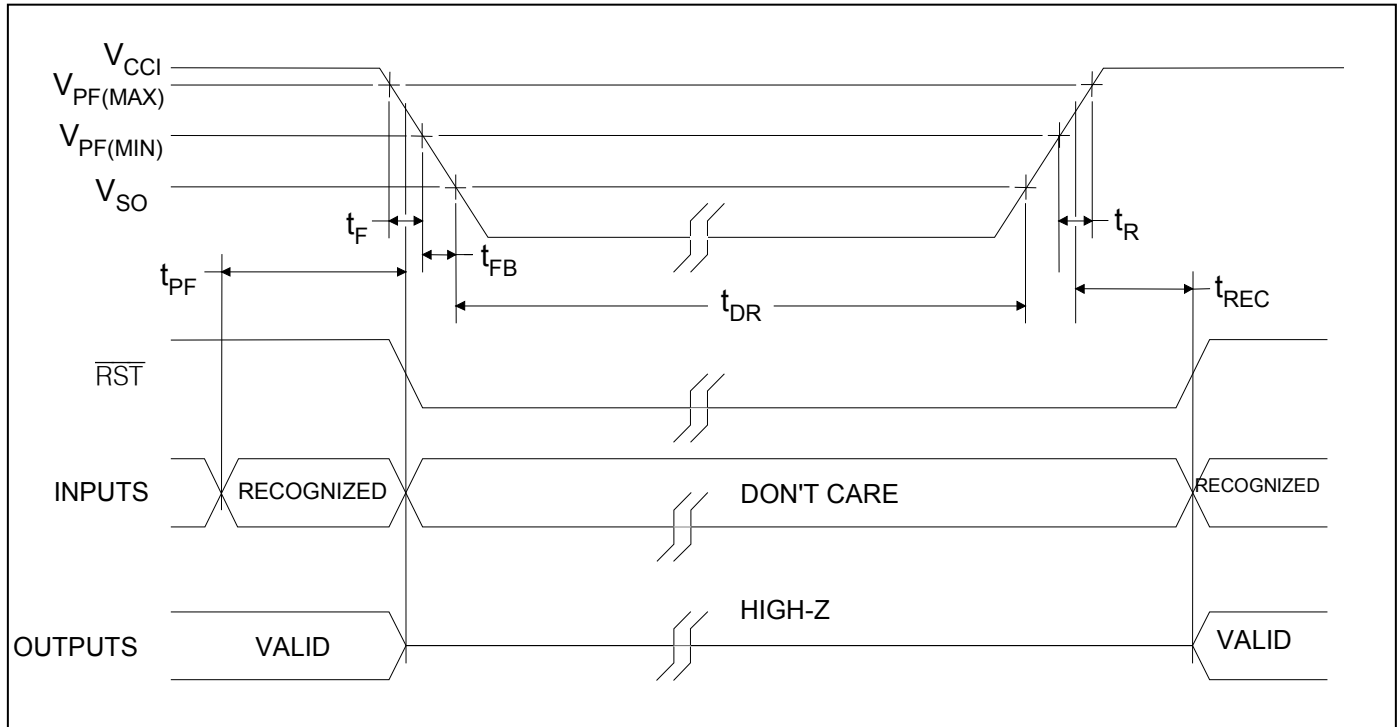 VCCI
VPF(MAX)
VPF(MIN)
VSO
tF
tR
tFB
tPF
tREC
tDR
RST
INPUTS
RECOGNIZED
DON'T CARE
RECOGNIZED
HIGH-Z
OUTPUTS
VALID
VALID